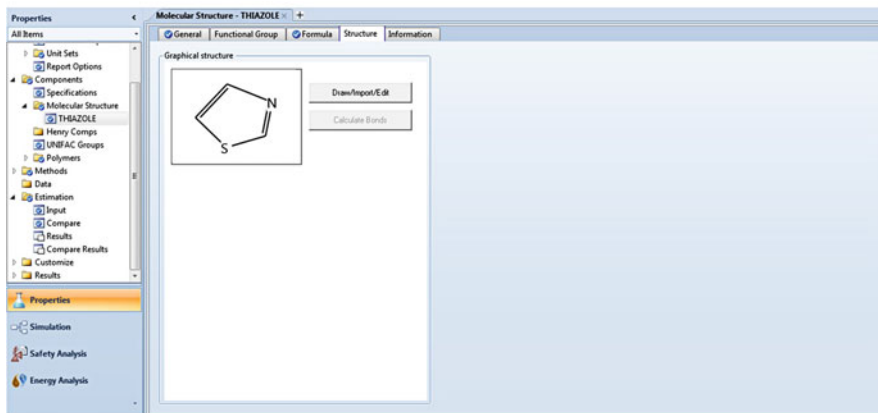 Properties
All Items
Unit Sets
Report Options
Components
Specifications
Molecular Structure
THIAZOLE
Henry Comps
UNIFAC Groups
Polymers
Methods
Data
Estimation
Input
Compare
Results
Compare Results
Customize
Results
Properties
Simulation
Safety Analysis
Energy Analysis
Molecular Structure - THIAZOLE × +
General Functional Group Formula Structure Information
Graphical structure
N
S
Draw/Import/Edit
Calculate Bonds